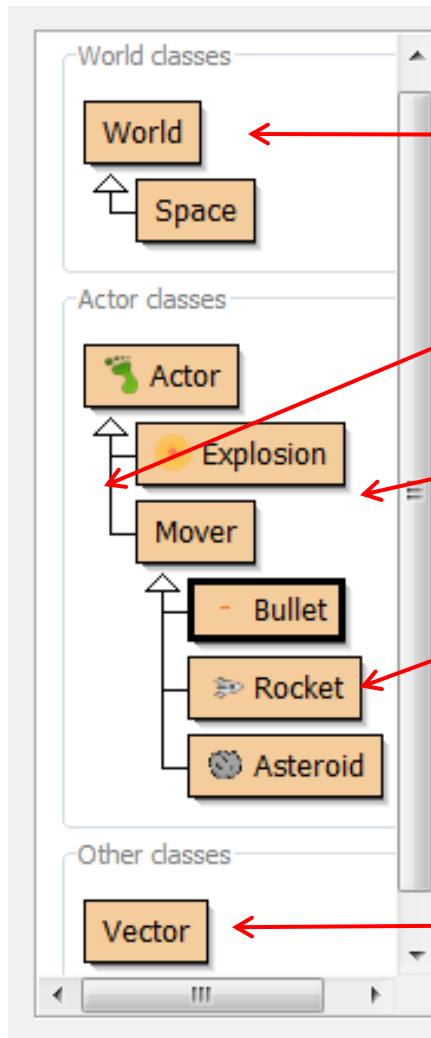 World classes
World
Space
Actor classes
Actor
Explosion
Mover
Bullet
Rocket
Asteroid
Other classes
Vector